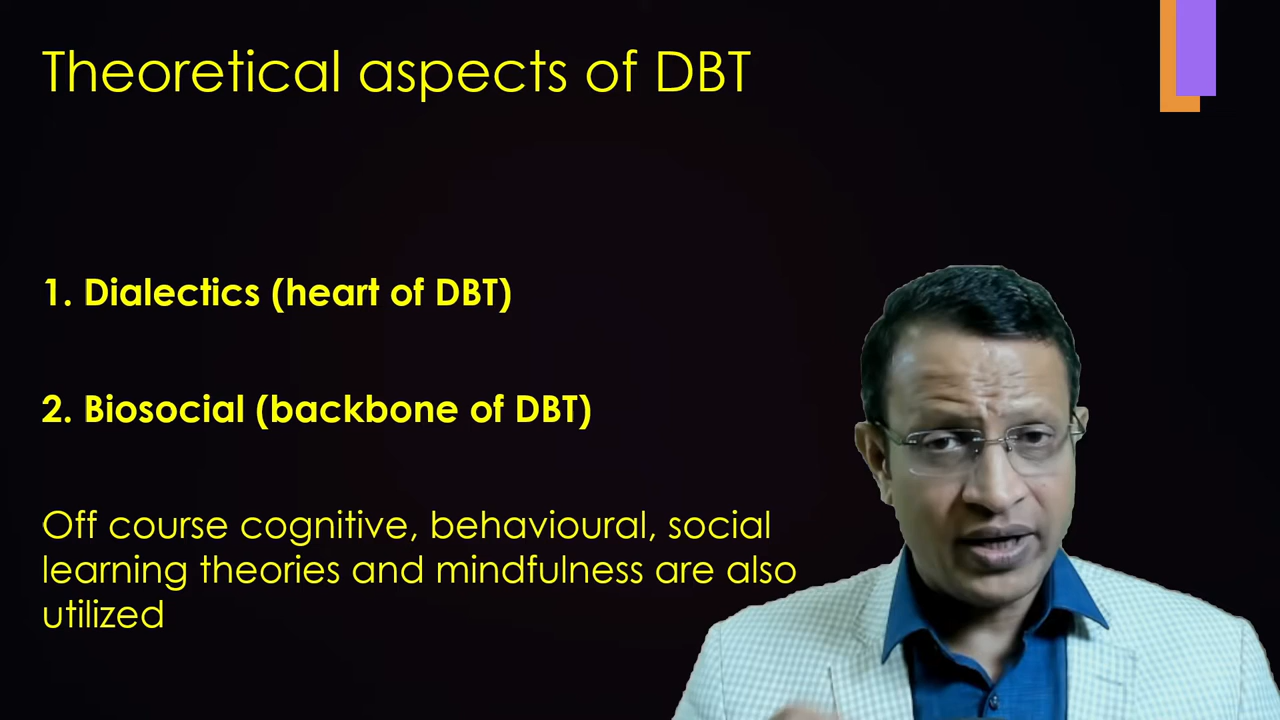 Theoretical aspects of DBT
1. Dialectics (heart of DBT)
2. Biosocial (backbone of DBT)
Off course cognitive, behavioural, social
learning theories and mindfulness are also
utilized